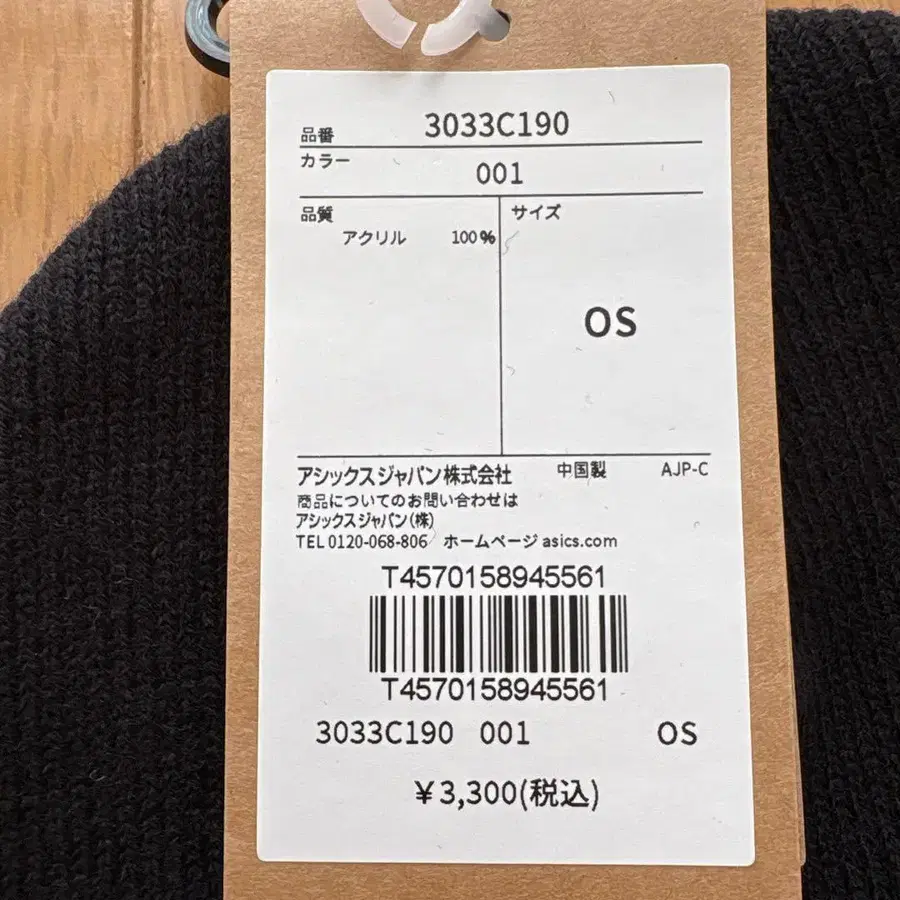 品番 3033C190
カラー 001
品質 サイズ
アクリル 100%
OS
アシックスジャパン株式会社 中国製 AJP-C
商品についてのお問い合わせは
アシックスジャパン(株)
TEL 0120-068-806 ホームページ asics.com
T4570158945561
T4570158945561
3033C190 001 OS
¥3,300(税込)